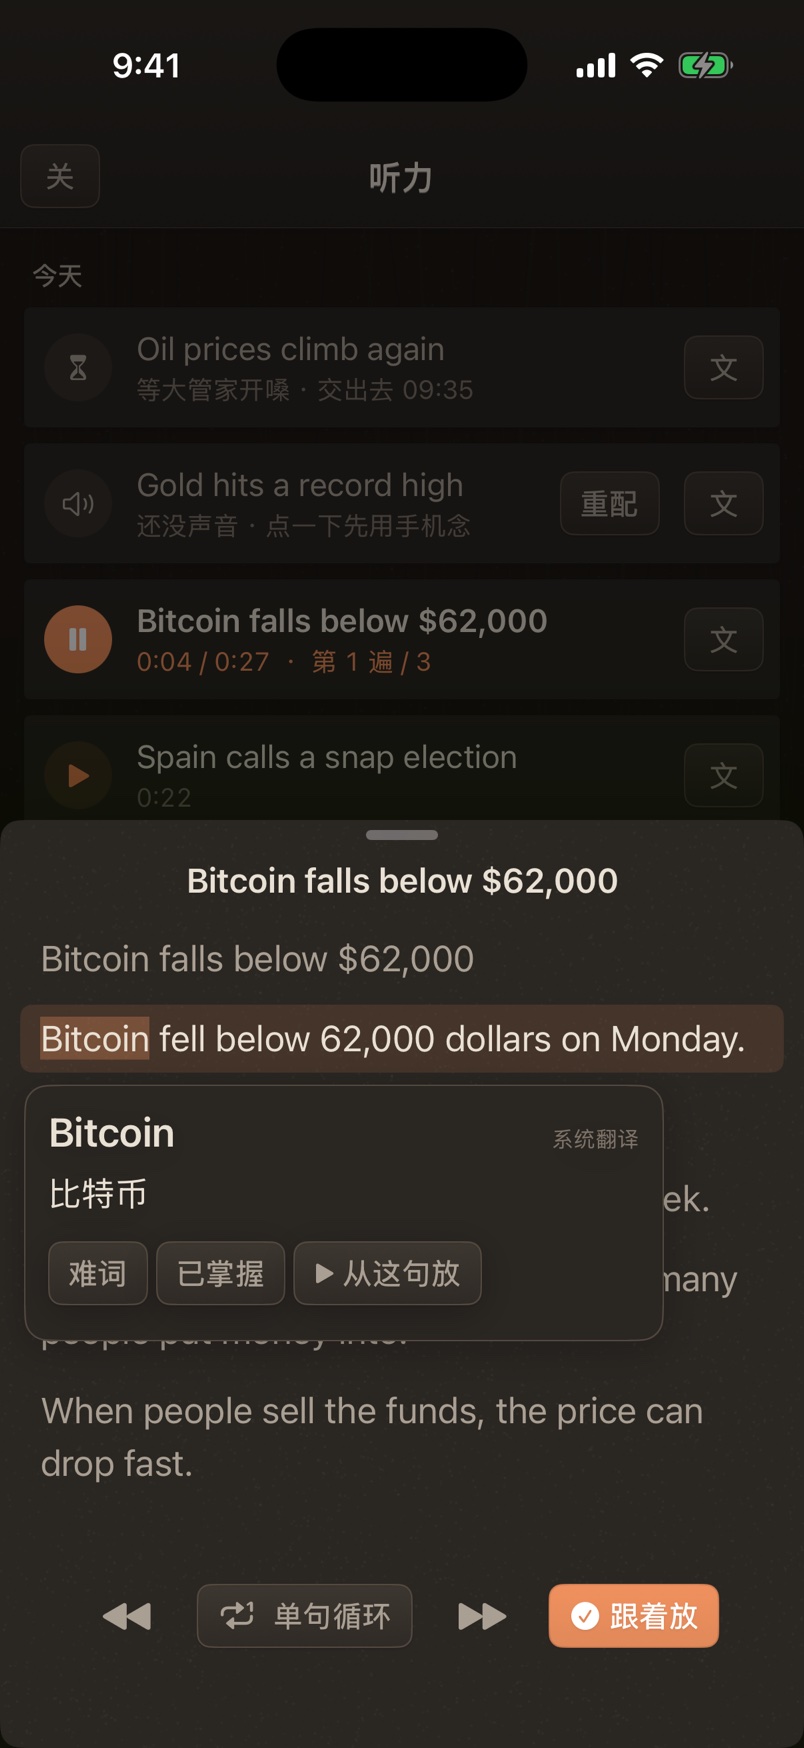 9:41
关
听力
今天
Oil prices climb again
等大管家开嗓 · 交出去 09:35
文
Gold hits a record high
还没声音 · 点一下先用手机念
重配
文
Bitcoin falls below $62,000
0:04 / 0:27 · 第 1 遍 / 3
文
Spain calls a snap election
0:22
文
Bitcoin falls below $62,000
Bitcoin falls below $62,000
Bitcoin fell below 62,000 dollars on Monday.
Bitcoin
系统翻译
比特币
ek.
难词
已掌握
从这句放
many
people put money into.
When people sell the funds, the price can
drop fast.
单句循环
跟着放